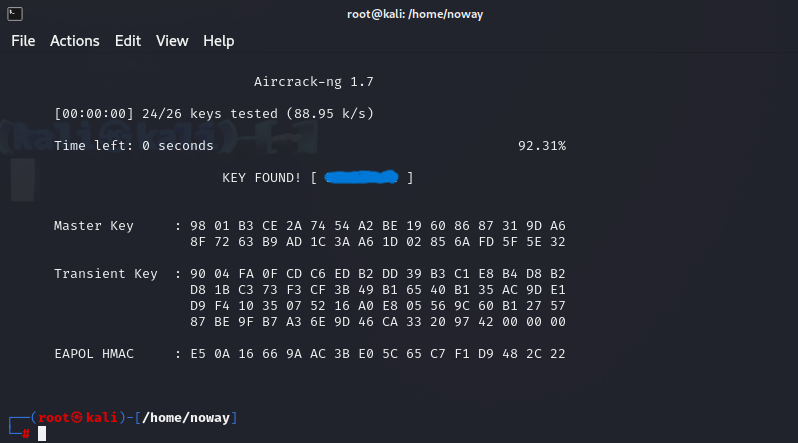 root@kali: /home/noway
File Actions Edit View Help
Aircrack-ng 1.7
[00:00:00] 24/26 keys tested (88.95 k/s)
Time left: 0 seconds 92.31%
KEY FOUND! [ ]
Master Key : 98 01 B3 CE 2A 74 54 A2 BE 19 60 86 87 31 9D A6
8F 72 63 B9 AD 1C 3A A6 1D 02 85 6A FD 5F 5E 32
Transient Key : 90 04 FA 0F CD C6 ED B2 DD 39 B3 C1 E8 B4 D8 B2
D8 1B C3 73 F3 CF 3B 49 B1 65 40 B1 35 AC 9D E1
D9 F4 10 35 07 52 16 A0 E8 05 56 9C 60 B1 27 57
87 BE 9F B7 A3 6E 9D 46 CA 33 20 97 42 00 00 00
EAPOL HMAC : E5 0A 16 66 9A AC 3B E0 5C 65 C7 F1 D9 48 2C 22
┌──(root㉿kali)-[/home/noway]
└─#